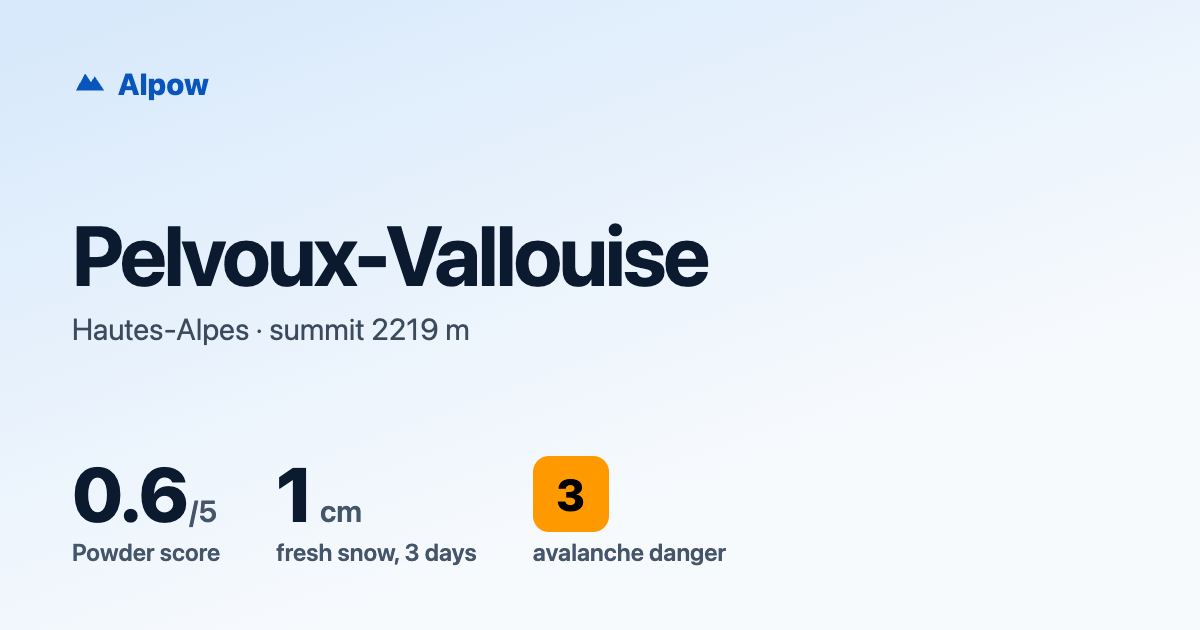 Alpow
Pelvoux-Vallouise
Hautes-Alpes · summit 2219 m
0.6/5
Powder score
1 cm
fresh snow, 3 days
3
avalanche danger